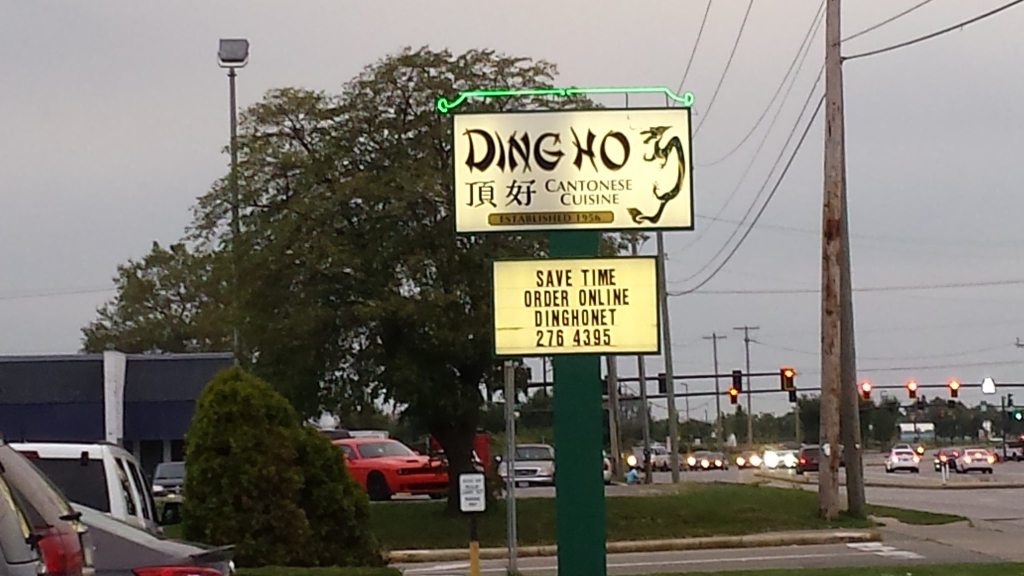 DING HO
頂好 CANTONESE
CUISINE
ESTABLISHED 1956
SAVE TIME
ORDER ONLINE
DINGHONET
276 4395